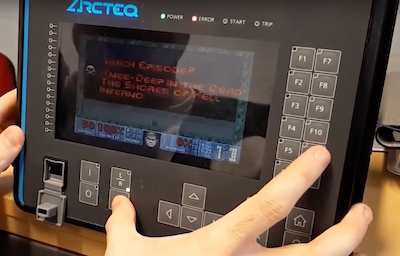 ARCTEQ
POWER
ERROR
START
TRIP
Which Episode?
Knee-Deep in the Dead
The Shores of Hell
Inferno
F1
F7
F2
F8
F3
F9
F4
F10
F5
I
L
R
O